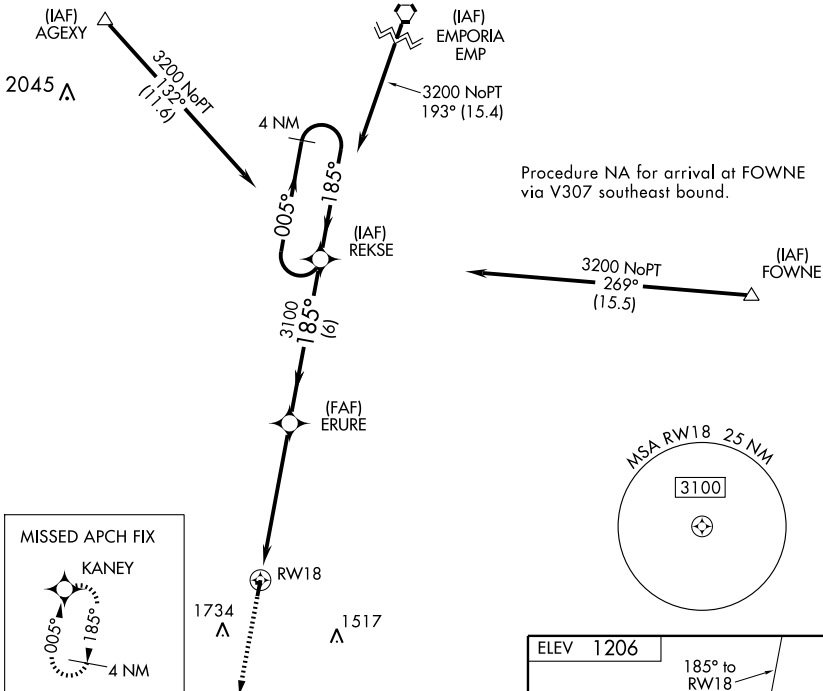 (IAF)
AGEXY
(IAF)
EMPORIA
EMP
3200 NoPT
132°
(11.6)
2045
3200 NoPT
193° (15.4)
4 NM
005°
185°
Procedure NA for arrival at FOWNE
via V307 southeast bound.
(IAF)
REKSE
3200 NoPT
269°
(15.5)
(IAF)
FOWNE
3100
185°
(6)
(FAF)
ERURE
MSA RW18 25 NM
3100
MISSED APCH FIX
KANEY
005°
185°
4 NM
RW18
1734
1517
ELEV 1206
185° to
RW18